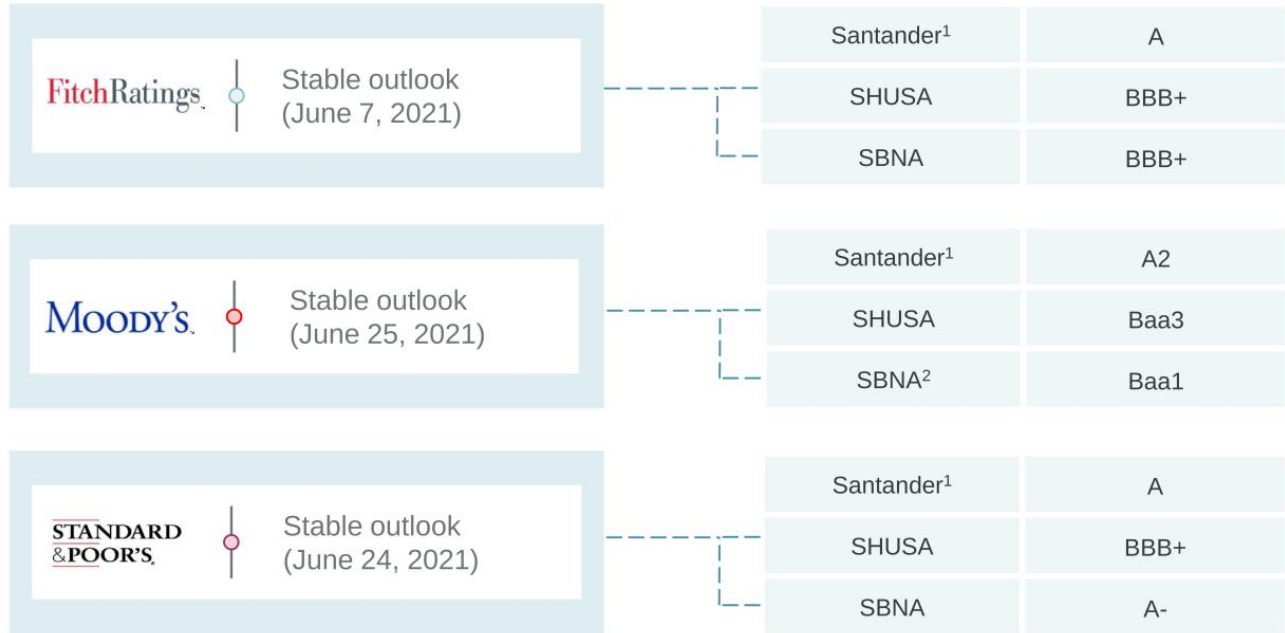 FitchRatings
Stable outlook
(June 7, 2021)
Santander¹ A
SHUSA BBB+
SBNA BBB+
MOODY'S
Stable outlook
(June 25, 2021)
Santander¹ A2
SHUSA Baa3
SBNA² Baa1
STANDARD
&POOR'S
Stable outlook
(June 24, 2021)
Santander¹ A
SHUSA BBB+
SBNA A-